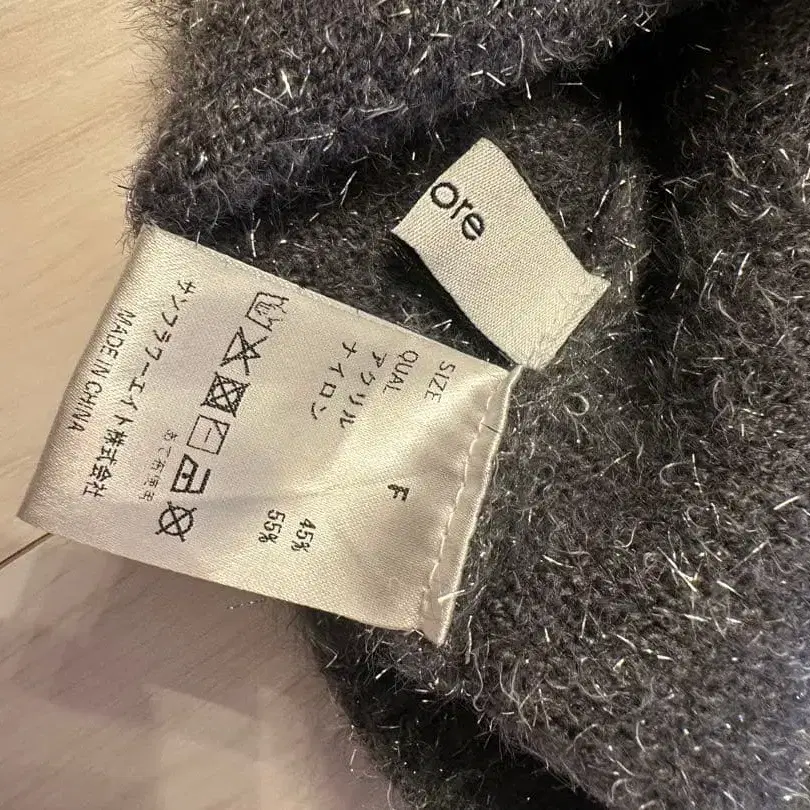 ore
SIZE F
QUAL
アクリル 45%
ナイロン 55%
あて布使用
サンフラワーエイト株式会社
MADE IN CHINA